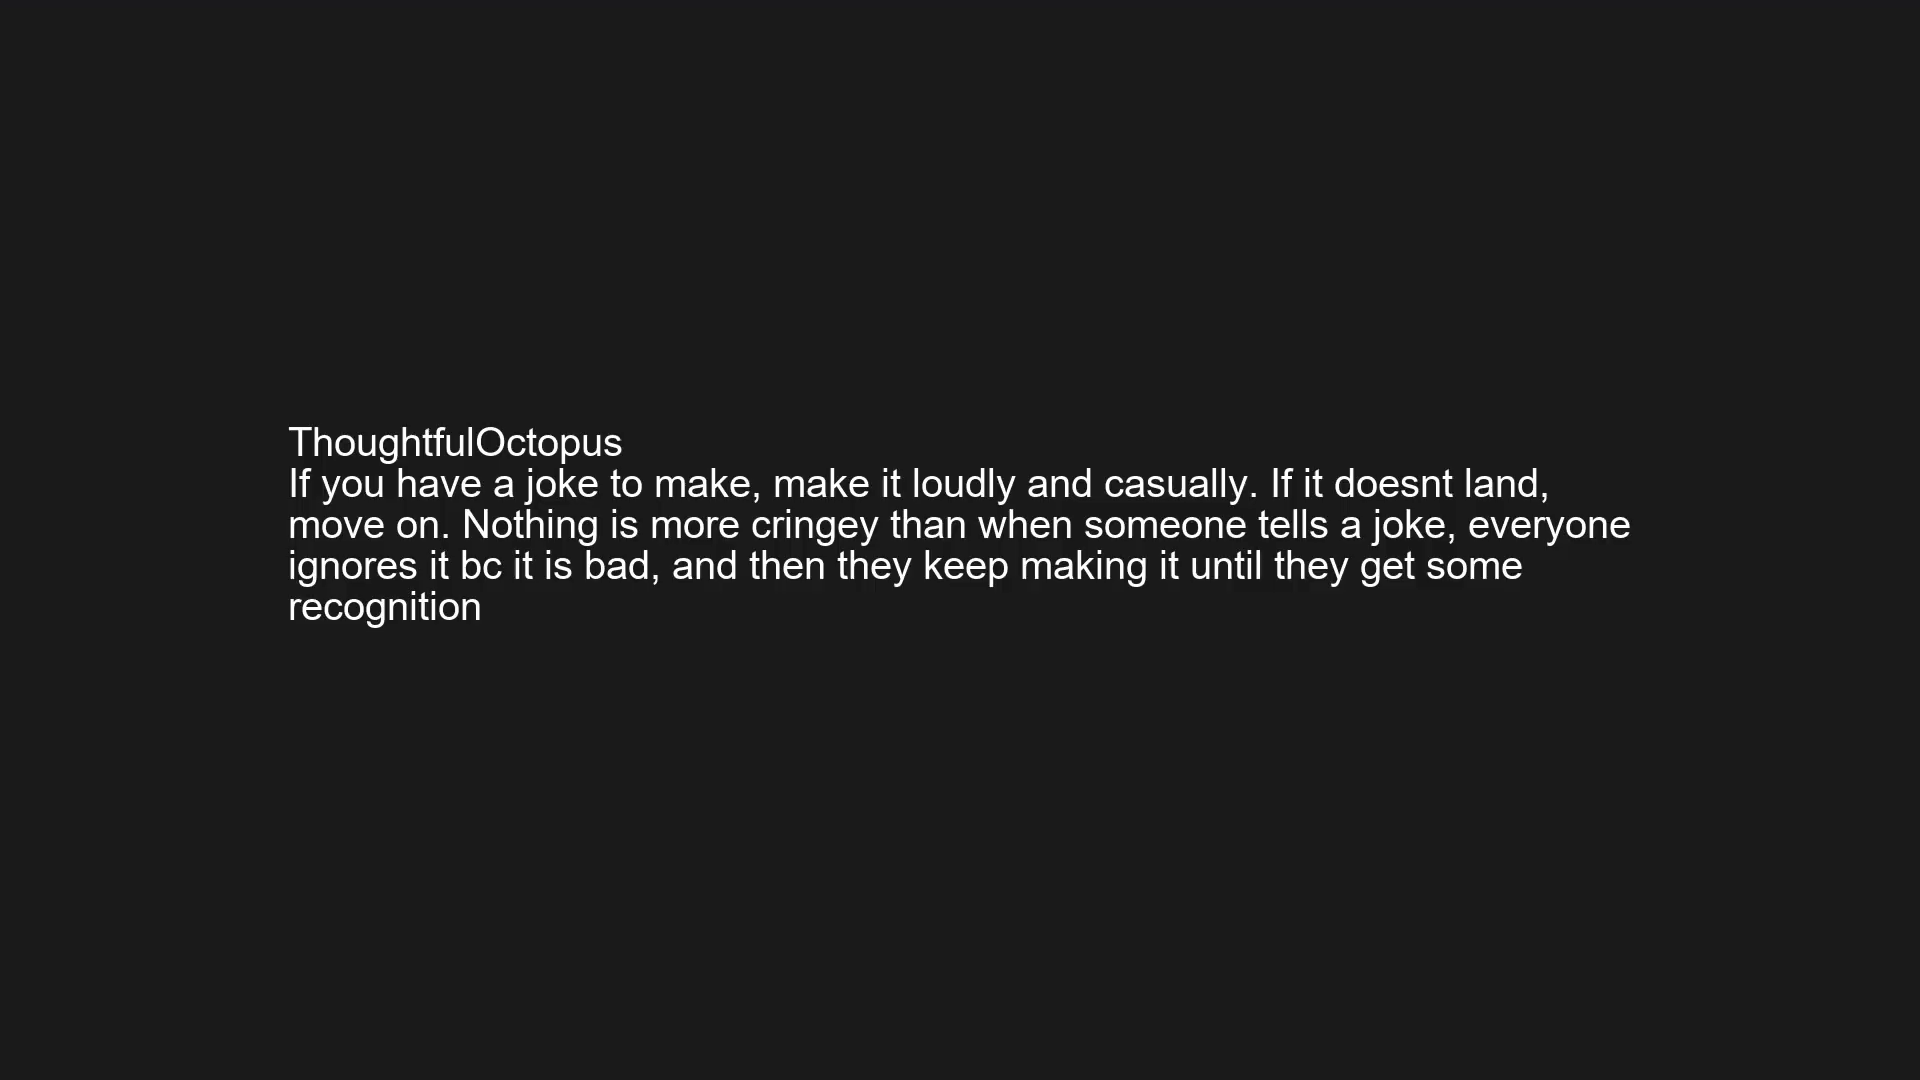 ThoughtfulOctopus
If you have a joke to make, make it loudly and casually. If it doesnt land,
move on. Nothing is more cringey than when someone tells a joke, everyone
ignores it bc it is bad, and then they keep making it until they get some
recognition